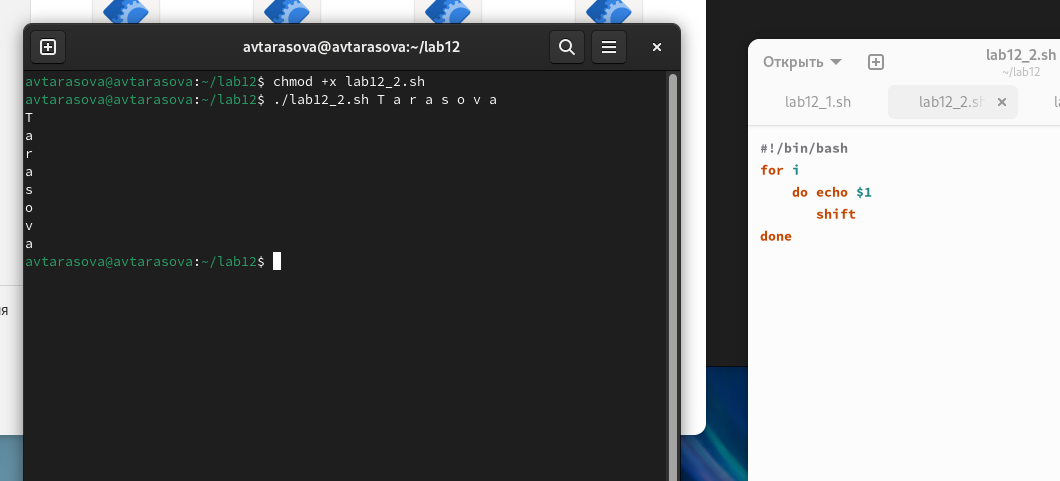 avtarasova@avtarasova:~/lab12
avtarasova@avtarasova:~/lab12$ chmod +x lab12_2.sh
avtarasova@avtarasova:~/lab12$ ./lab12_2.sh T a r a s o v a
T
a
r
a
s
o
v
a
avtarasova@avtarasova:~/lab12$
Открыть
lab12_2.sh
~/lab12
lab12_1.sh
lab12_2.sh
#!/bin/bash
for i
do echo $1
shift
done